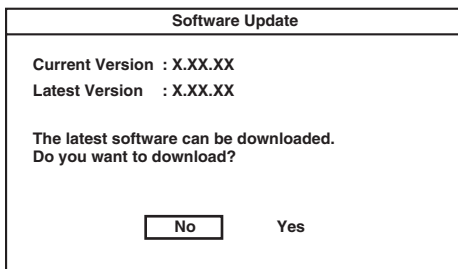 Software Update
Current Version : X.XX.XX
Latest Version : X.XX.XX
The latest software can be downloaded.
Do you want to download?
No Yes